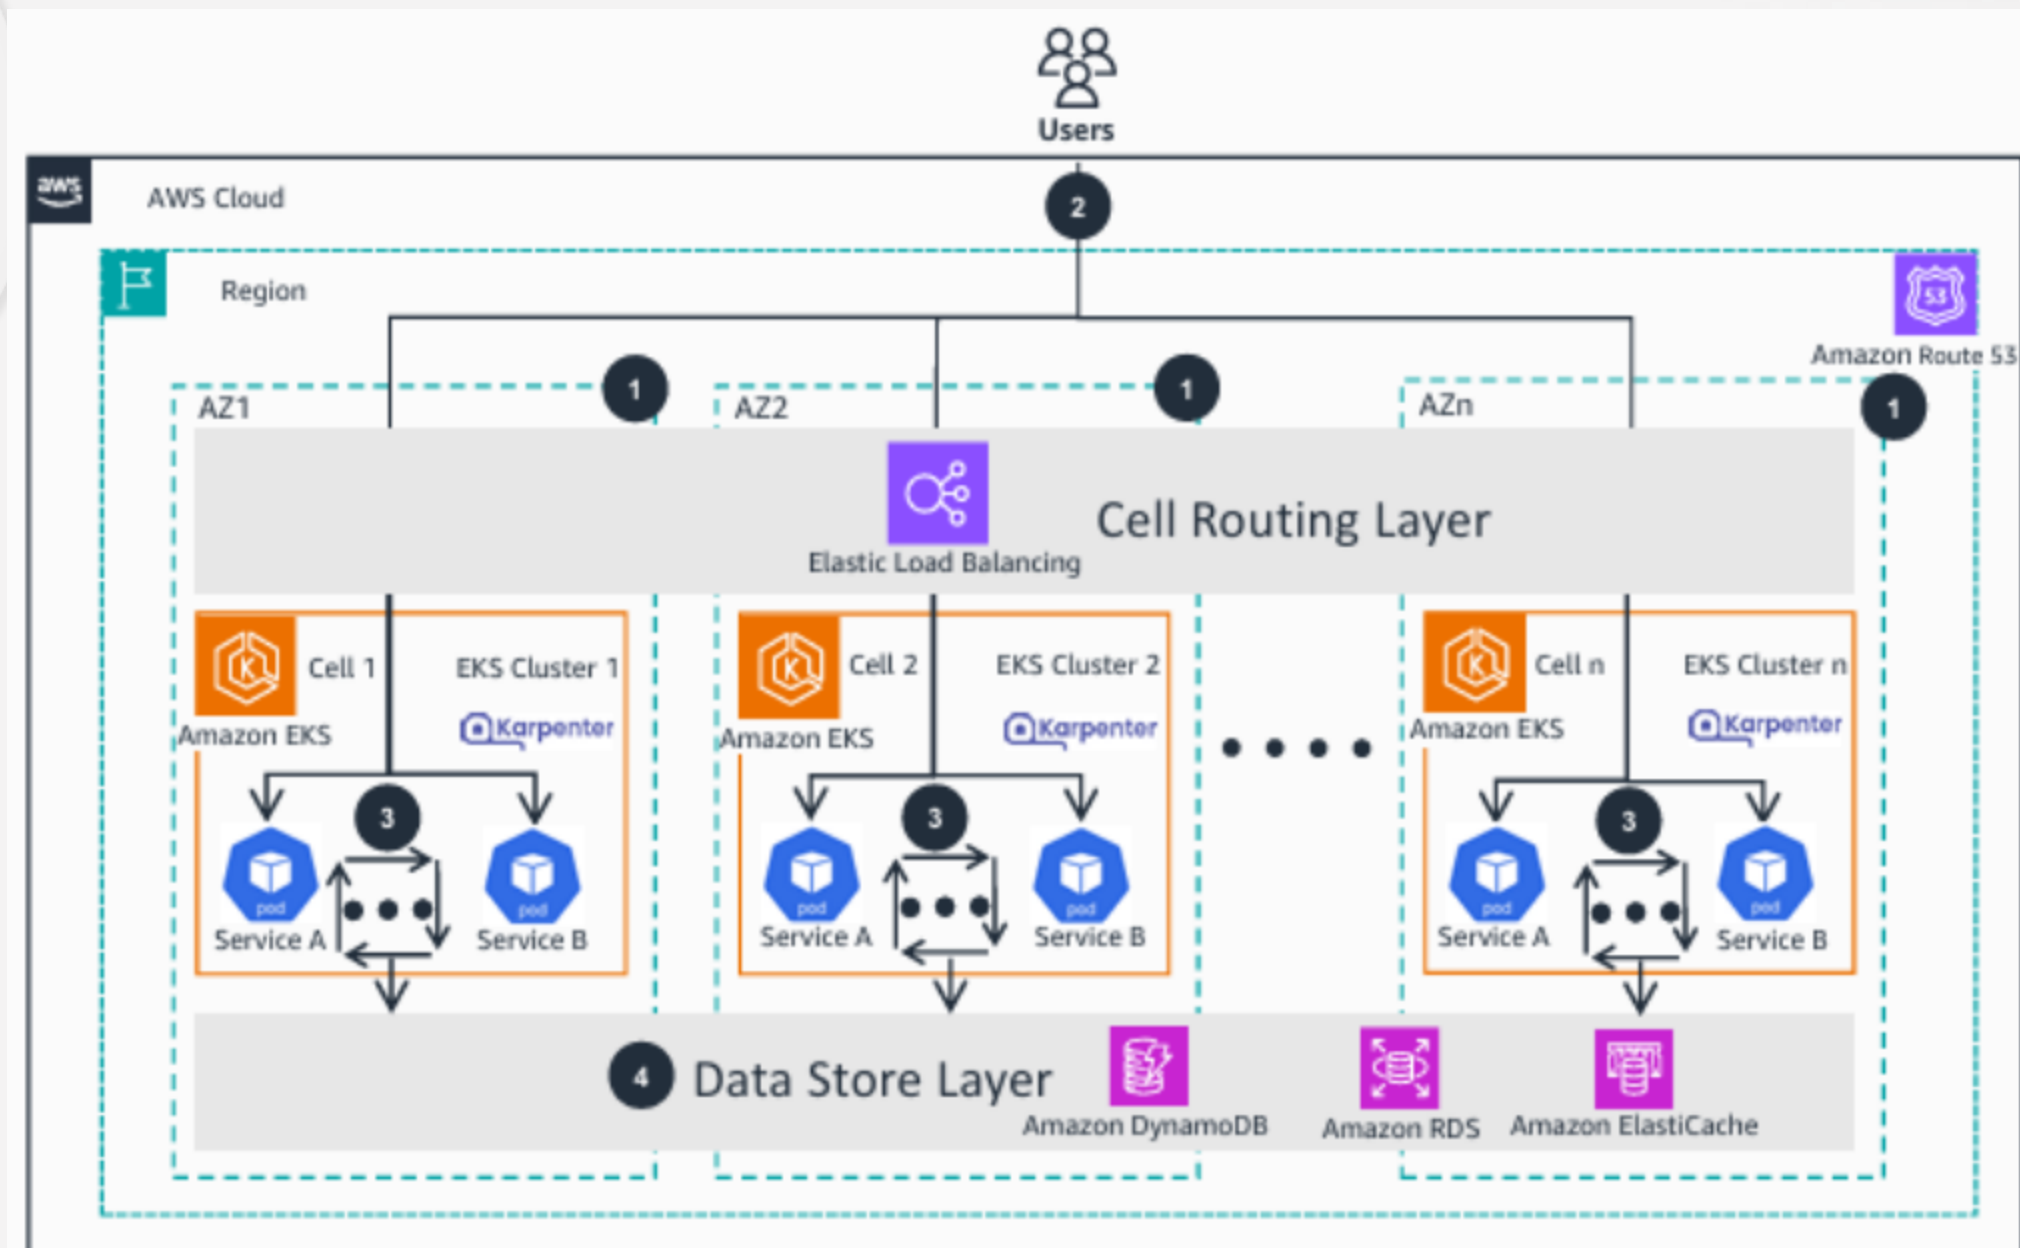 Users
aws
AWS Cloud
2
Region
53
Amazon Route 53
1
1
1
AZ1
AZ2
AZn
Cell Routing Layer
Elastic Load Balancing
K
Cell 1
EKS Cluster 1
Amazon EKS
Karpenter
3
pod
Service A
pod
Service B
K
Cell 2
EKS Cluster 2
Amazon EKS
Karpenter
3
pod
Service A
pod
Service B
K
Cell n
EKS Cluster n
Amazon EKS
Karpenter
3
pod
Service A
pod
Service B
4
Data Store Layer
Amazon DynamoDB
Amazon RDS
Amazon ElastiCache